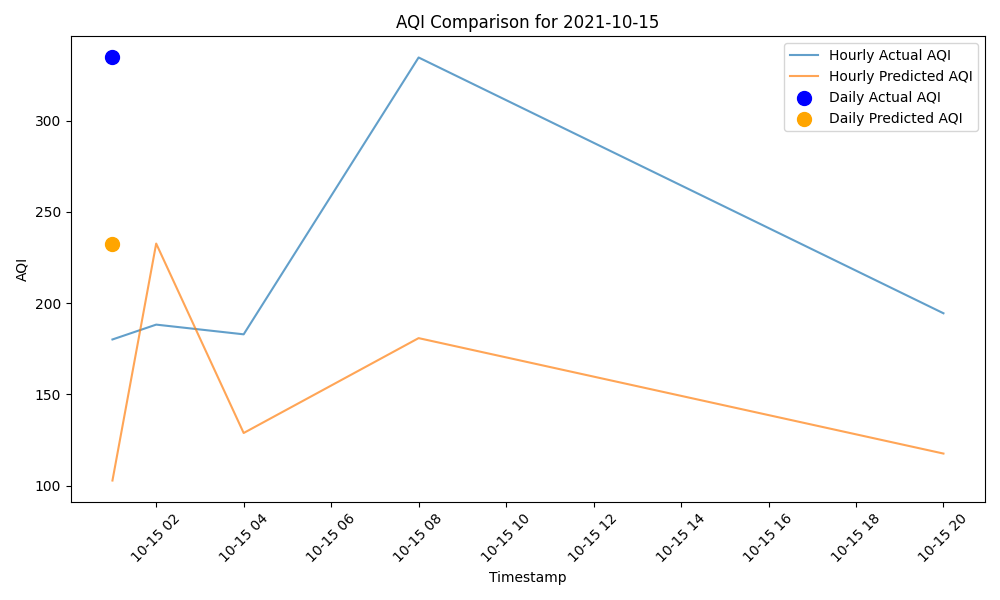 AQI Comparison for 2021-10-15
Hourly Actual AQI
Hourly Predicted AQI
Daily Actual AQI
Daily Predicted AQI
AQI
300
250
200
150
100
10-15 02
10-15 04
10-15 06
10-15 08
10-15 10
10-15 12
10-15 14
10-15 16
10-15 18
10-15 20
Timestamp